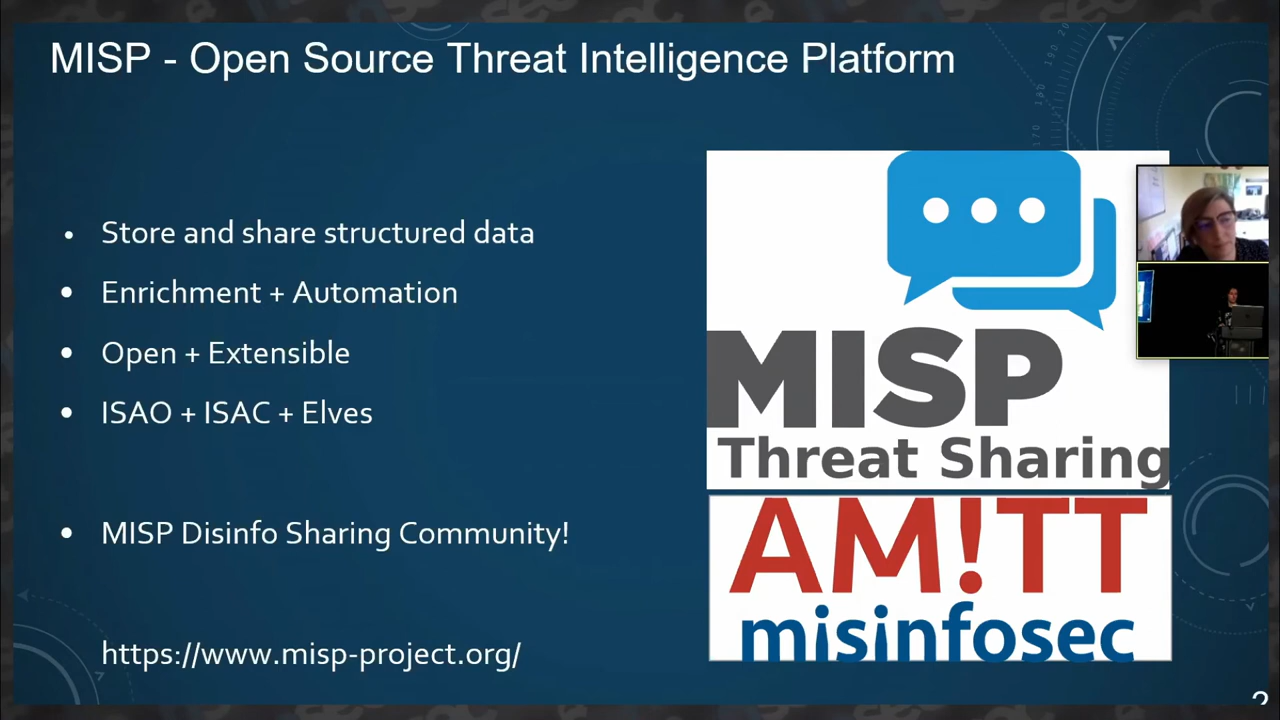 MISP - Open Source Threat Intelligence Platform
• Store and share structured data
• Enrichment + Automation
• Open + Extensible
• ISAO + ISAC + Elves
• MISP Disinfo Sharing Community!
https://www.misp-project.org/
MISP
Threat Sharing
AM!TT
misinfosec